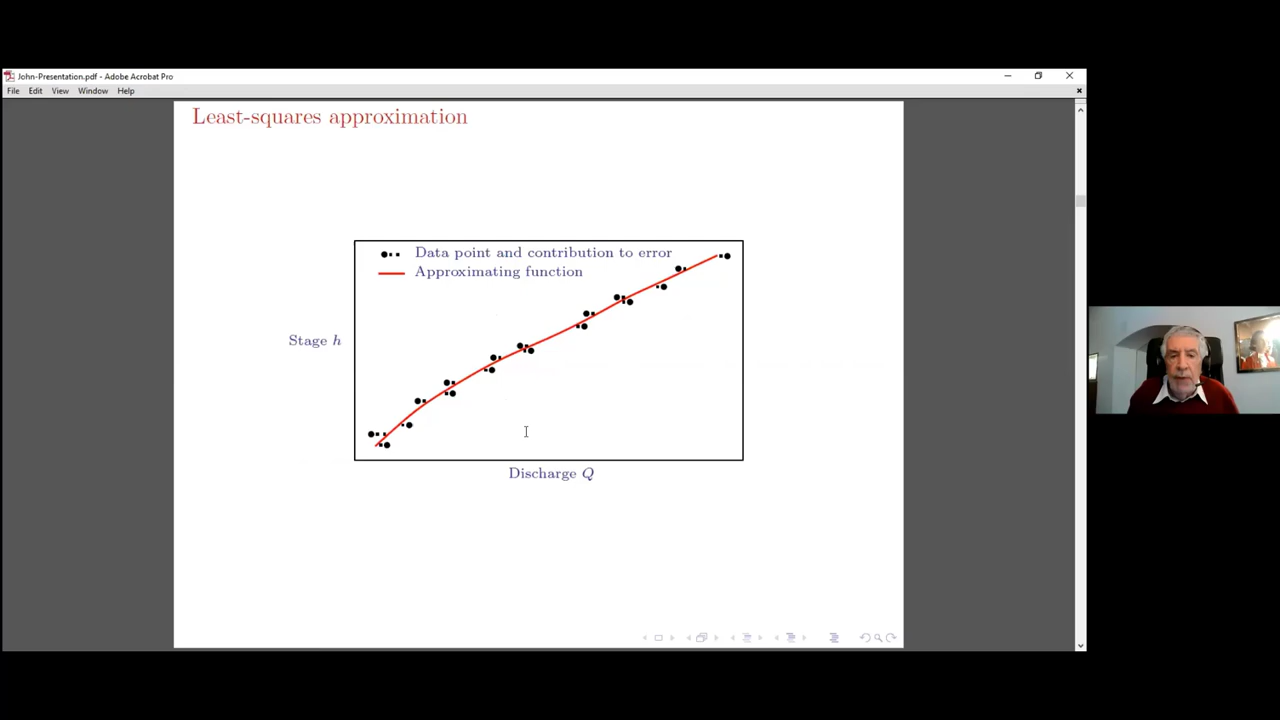 John-Presentation.pdf - Adobe Acrobat Pro
File Edit View Window Help
Least-squares approximation
Data point and contribution to error
Approximating function
Stage h
Discharge Q